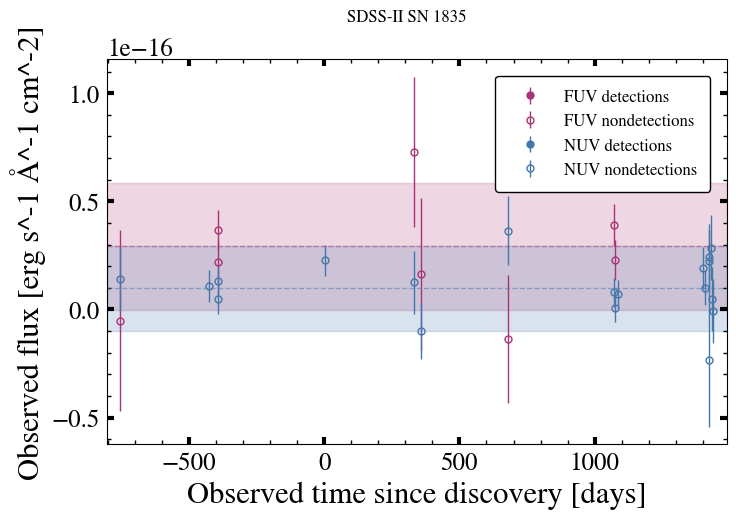 SDSS-II SN 1835
1e−16
Observed flux [erg s^-1 Å^-1 cm^-2]
1.0
0.5
0.0
−0.5
FUV detections
FUV nondetections
NUV detections
NUV nondetections
−500 0 500 1000
Observed time since discovery [days]